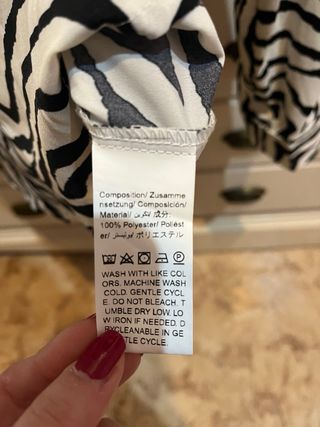 Composition/ Zusamme
nsetzung/ Composición/
Material/ تكوين/ 成分:
100% Polyester/ Poliést
er/ بوليستر/ ポリエステル
WASH WITH LIKE COL
ORS. MACHINE WASH
COLD. GENTLE CYCL
E. DO NOT BLEACH. T
UMBLE DRY LOW. LO
W IRON IF NEEDED. D
RYCLEANABLE IN GE
NTLE CYCLE.